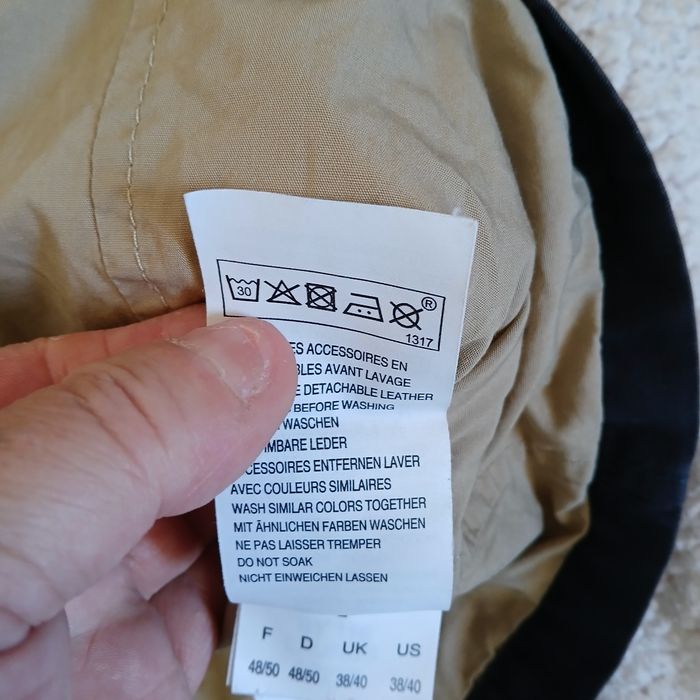 30
®
1317
ES ACCESSOIRES EN
BLES AVANT LAVAGE
E DETACHABLE LEATHER
BEFORE WASHING
WASCHEN
MBARE LEDER
CESSOIRES ENTFERNEN LAVER
AVEC COULEURS SIMILAIRES
WASH SIMILAR COLORS TOGETHER
MIT ÄHNLICHEN FARBEN WASCHEN
NE PAS LAISSER TREMPER
DO NOT SOAK
NICHT EINWEICHEN LASSEN
F D UK US
48/50 48/50 38/40 38/40